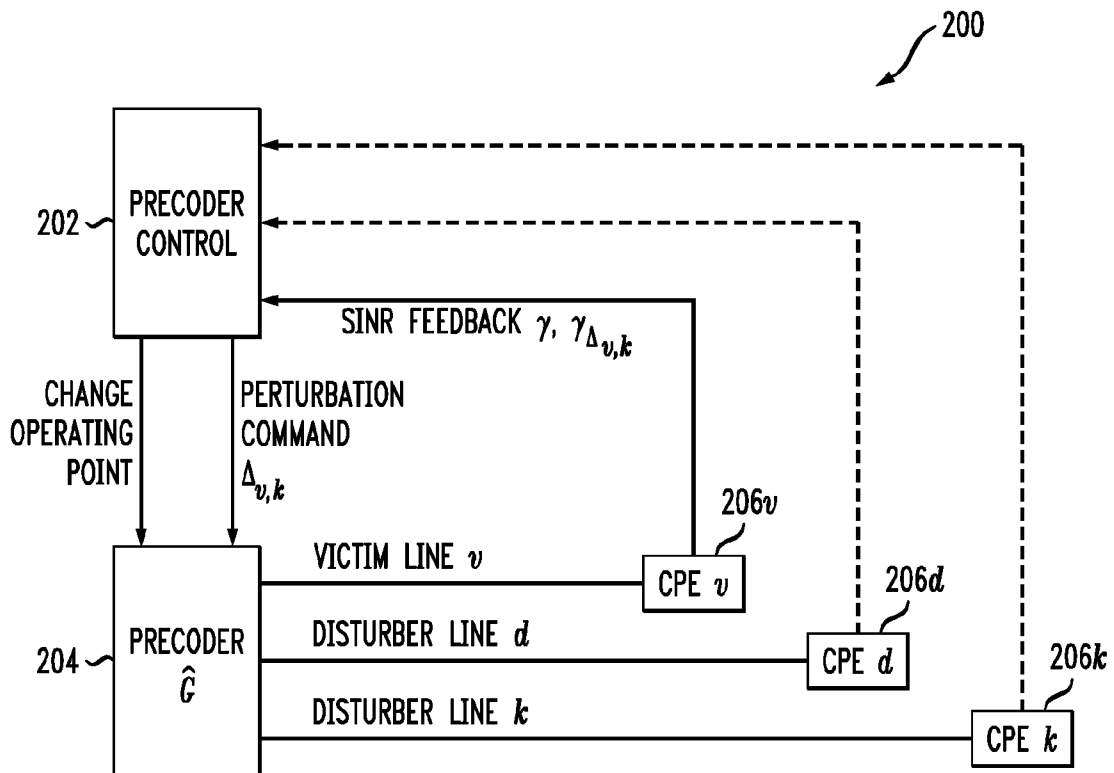 200
PRECODER
CONTROL
202
SINR FEEDBACK γ, γ_{Δ_{v,k}}
CHANGE
OPERATING
POINT
PERTURBATION
COMMAND
Δ_{v,k}
206v
VICTIM LINE v
CPE v
206d
DISTURBER LINE d
CPE d
206k
DISTURBER LINE k
CPE k
PRECODER
Ĝ
204